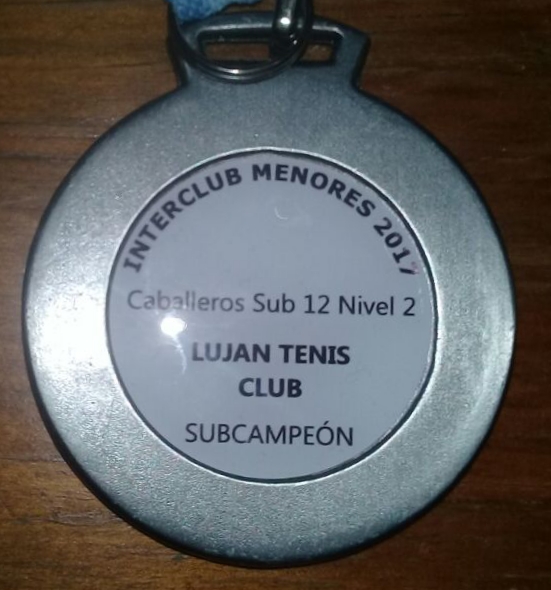 INTERCLUB MENORES 2017
Caballeros Sub 12 Nivel 2
LUJAN TENIS
CLUB
SUBCAMPEÓN